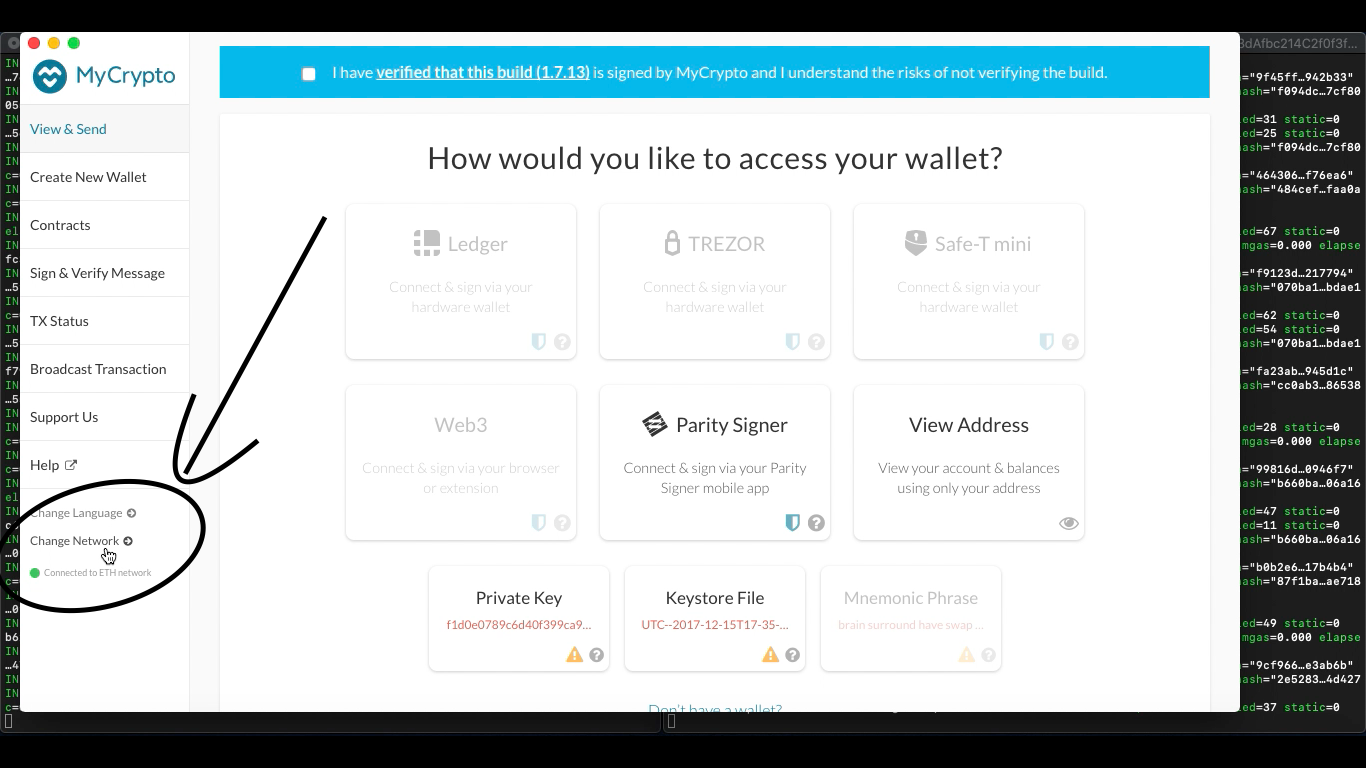 3dAfbc214C2f0f3f…
MyCrypto
I have verified that this build (1.7.13) is signed by MyCrypto and I understand the risks of not verifying the build.
View & Send
Create New Wallet
Contracts
Sign & Verify Message
TX Status
Broadcast Transaction
Support Us
Help
Change Language
Change Network
Connected to ETH network
How would you like to access your wallet?
Ledger
Connect & sign via your
hardware wallet
TREZOR
Connect & sign via your
hardware wallet
Safe-T mini
Connect & sign via your
hardware wallet
Web3
Connect & sign via your browser
or extension
Parity Signer
Connect & sign via your Parity
Signer mobile app
View Address
View your account & balances
using only your address
Private Key
f1d0e0789c6d40f399ca9...
Keystore File
UTC--2017-12-15T17-35-...
Mnemonic Phrase
brain surround have swap ...
Don't have a wallet?
="9f45ff…942b33"
ash="f094dc…7cf80
ed=31 static=0
ed=25 static=0
ash="f094dc…7cf80
="464306…f76ea6"
ash="484cef…faa0a
ed=67 static=0
mgas=0.000 elapse
="f9123d…217794"
ash="070ba1…bdae1
ed=62 static=0
ed=54 static=0
ash="070ba1…bdae1
="fa23ab…945d1c"
ash="cc0ab3…86538
ed=28 static=0
mgas=0.000 elapse
="99816d…0946f7"
ash="b660ba…06a16
ed=47 static=0
ed=11 static=0
ash="b660ba…06a16
="b0b2e6…17b4b4"
ash="87f1ba…ae718
ed=49 static=0
mgas=0.000 elapse
="9cf966…e3ab6b"
ash="2e5283…4d427
ed=37 static=0